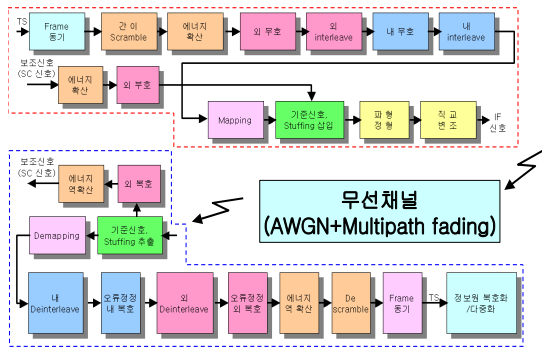 TS
Frame
동기
간 이
Scramble
에너지
확산
외 부호
외
interleave
내 부호
내
interleave
보조신호
(SC 신호)
에너지
확산
외 부호
Mapping
기준신호,
Stuffing 삽입
파 형
정 형
직 교
변 조
IF
신호
보조신호
(SC 신호)
에너지
역확산
외 복호
Demapping
기준신호,
Stuffing 추출
무선채널
(AWGN+Multipath fading)
내
Deinterleave
오류정정
내 복호
외
Deinterleave
오류정정
외 복호
에너지
역 확산
De
scramble
Frame
동기
TS
정보원 복호화
/다중화